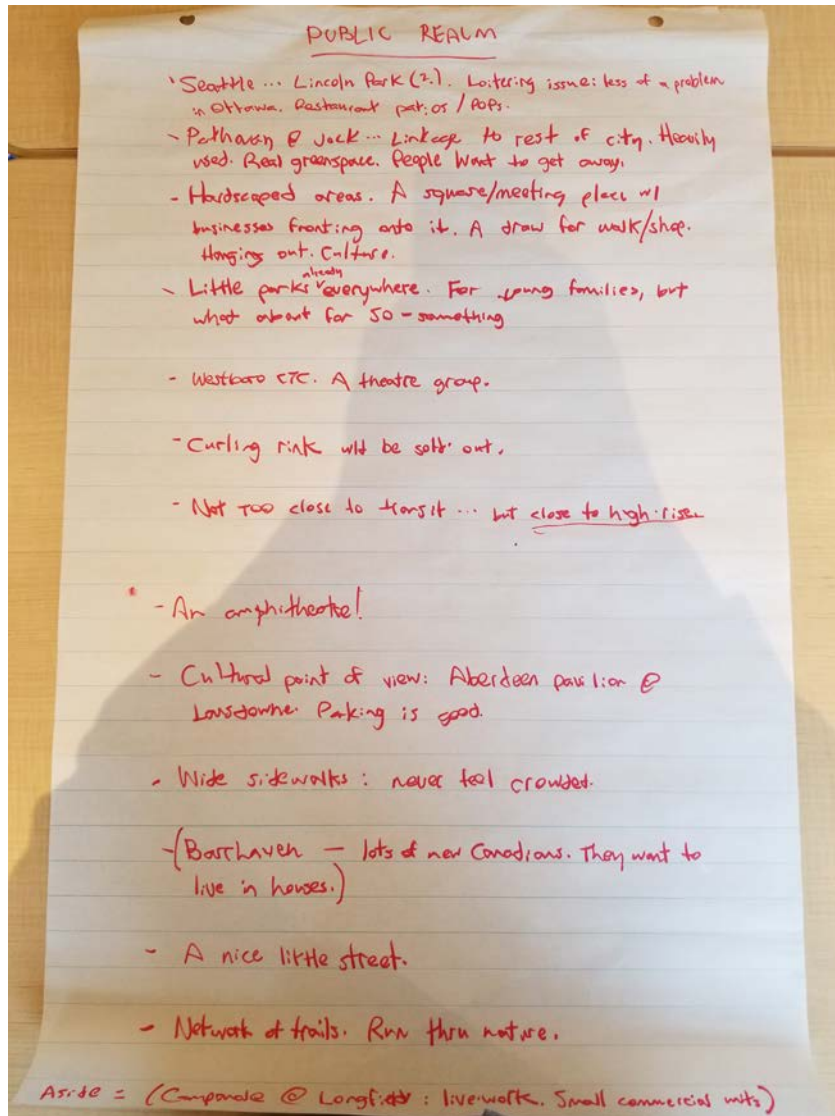 PUBLIC REALM
- Seattle ... Lincoln Park (?). Loitering issue: less of a problem
in Ottawa. Restaurant patios / POPs.
- Pathway @ Jock ... Linkage to rest of city. Heavily
used. Real greenspace. People want to get away.
- Hardscaped areas. A square/meeting place w/
businesses fronting onto it. A draw for walk/shop.
Hanging out. Culture.
- Little parks already everywhere. For young families, but
what about for 50-something
- Westboro CTC. A theatre group.
- Curling rink wld be sold out.
- Not TOO close to transit ... but close to high-rises
- An amphitheatre!
- Cultural point of view: Aberdeen pavilion @
Lansdowne. Parking is good.
- Wide sidewalks: never feel crowded.
- (Barrhaven — lots of new Canadians. They want to
live in houses.)
- A nice little street.
- Network of trails. Run thru nature.
Aside = (Campanale @ Longfields: live-work. Small commercial units)